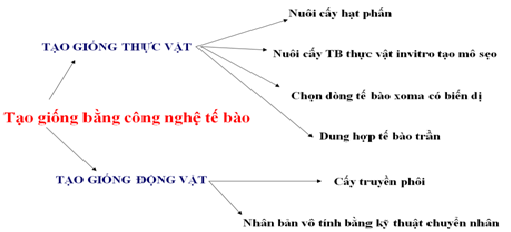 Nuôi cấy hạt phấn
TẠO GIỐNG THỰC VẬT
Nuôi cấy TB thực vật invitro tạo mô sẹo
Chọn dòng tế bào xoma có biến dị
Tạo giống bằng công nghệ tế bào
Dung hợp tế bào trần
TẠO GIỐNG ĐỘNG VẬT
Cấy truyền phôi
Nhân bản vô tính bằng kỹ thuật chuyển nhân